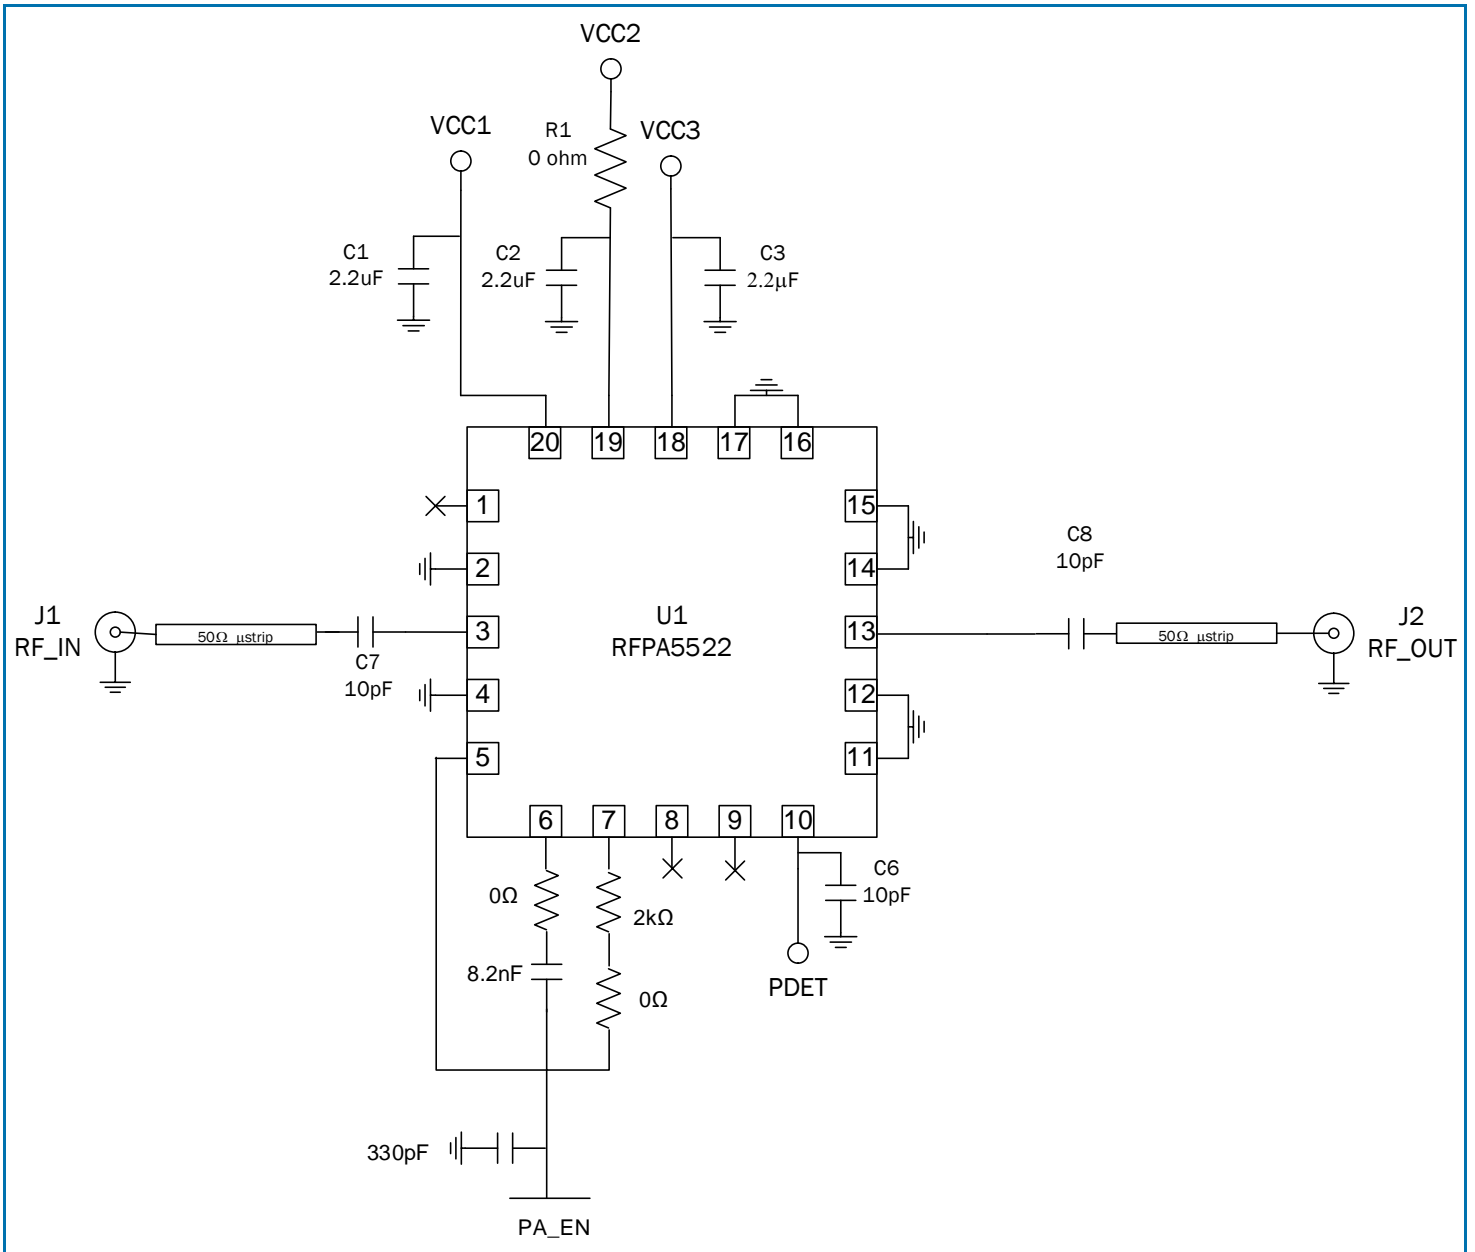 VCC2
VCC1
R1
0 ohm
VCC3
C1
2.2uF
C2
2.2uF
C3
2.2μF
20
19
18
17
16
1
2
3
4
5
15
14
13
12
11
U1
RFPA5522
J1
RF_IN
50Ω μstrip
C7
10pF
C8
10pF
50Ω μstrip
J2
RF_OUT
6
7
8
9
10
0Ω
2kΩ
C6
10pF
8.2nF
0Ω
PDET
330pF
PA_EN